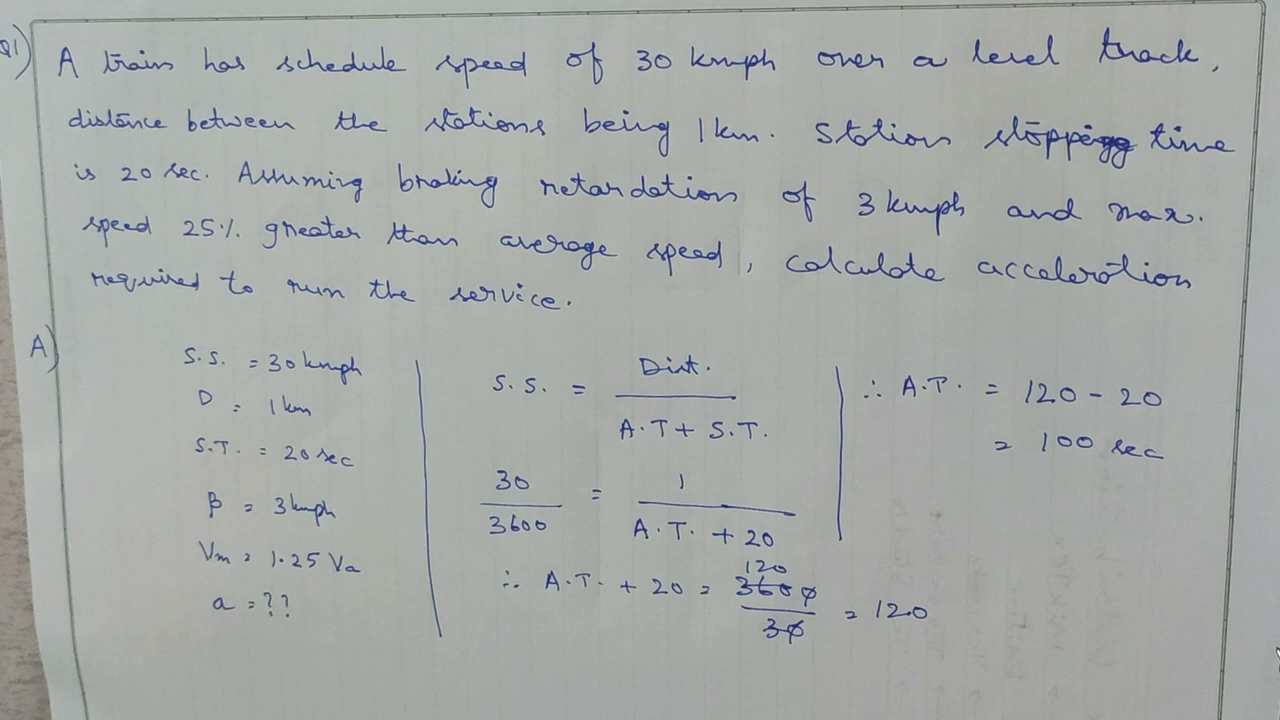 Q1) A train has schedule speed of 30 kmph over a level track,
distance between the stations being 1 km. Station stopping time
is 20 sec. Assuming braking retardation of 3 kmph and max.
speed 25% greater than average speed, calculate acceleration
required to run the service.
A)
S.S. = 30 kmph
D = 1 km
S.T. = 20 sec
β = 3 kmph
Vm = 1.25 Va
a = ??
S.S. = Dist. / A.T + S.T.
30 / 3600 = 1 / A.T. + 20
∴ A.T. + 20 = 120 3600 / 30 = 120
∴ A.T. = 120 - 20
= 100 sec